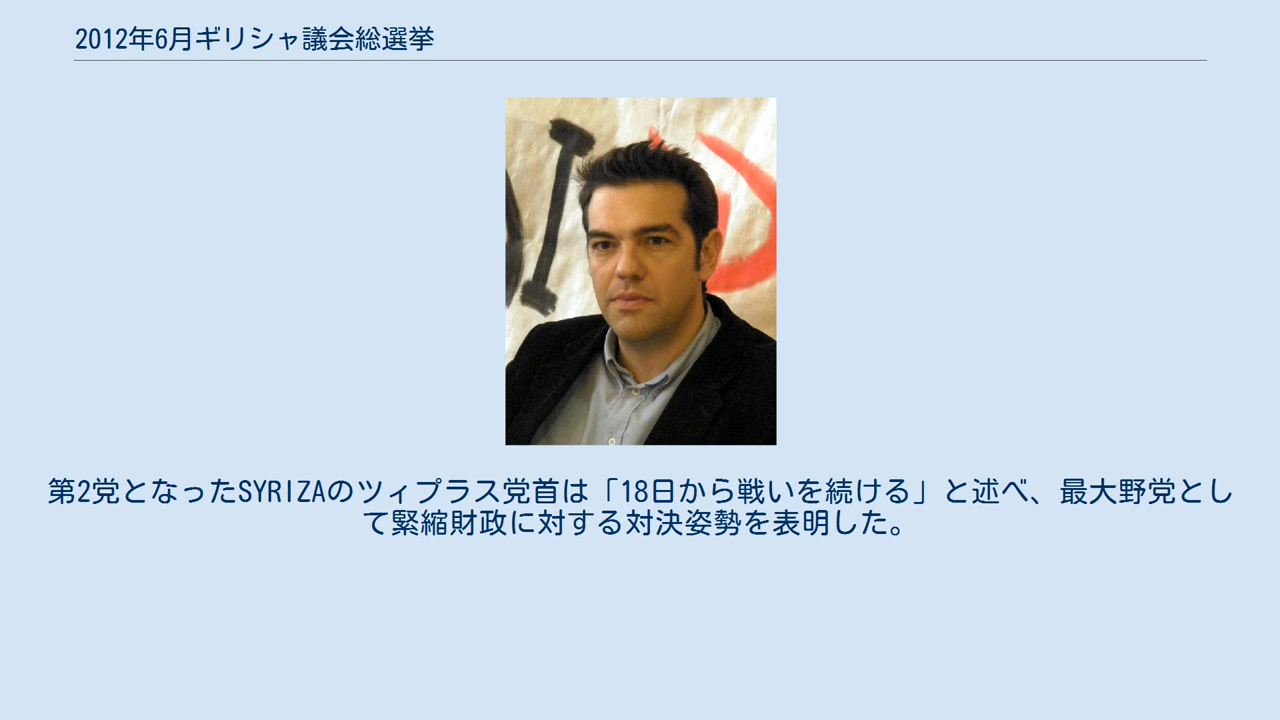 2012年6月ギリシャ議会総選挙
第2党となったSYRIZAのツィプラス党首は「18日から戦いを続ける」と述べ、最大野党とし
て緊縮財政に対する対決姿勢を表明した。